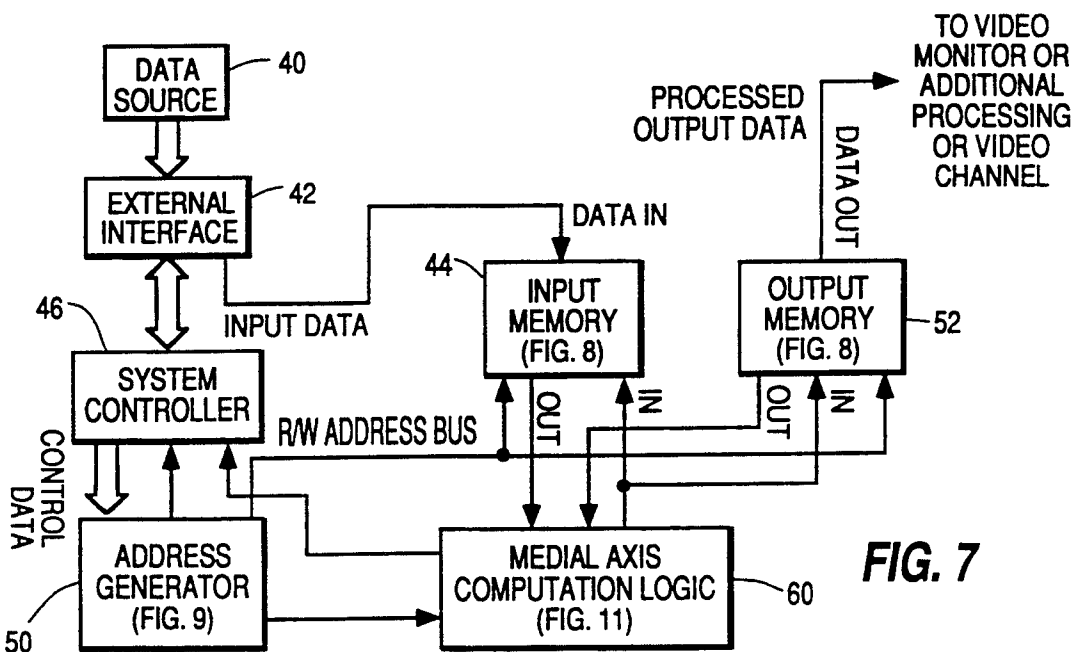 DATA
SOURCE
40
EXTERNAL
INTERFACE
42
INPUT DATA
DATA IN
44
INPUT
MEMORY
(FIG. 8)
PROCESSED
OUTPUT DATA
DATA OUT
TO VIDEO
MONITOR OR
ADDITIONAL
PROCESSING
OR VIDEO
CHANNEL
OUTPUT
MEMORY
(FIG. 8)
52
46
SYSTEM
CONTROLLER
OUT
IN
OUT
IN
R/W ADDRESS BUS
CONTROL
DATA
ADDRESS
GENERATOR
(FIG. 9)
50
MEDIAL AXIS
COMPUTATION LOGIC
(FIG. 11)
60
FIG. 7